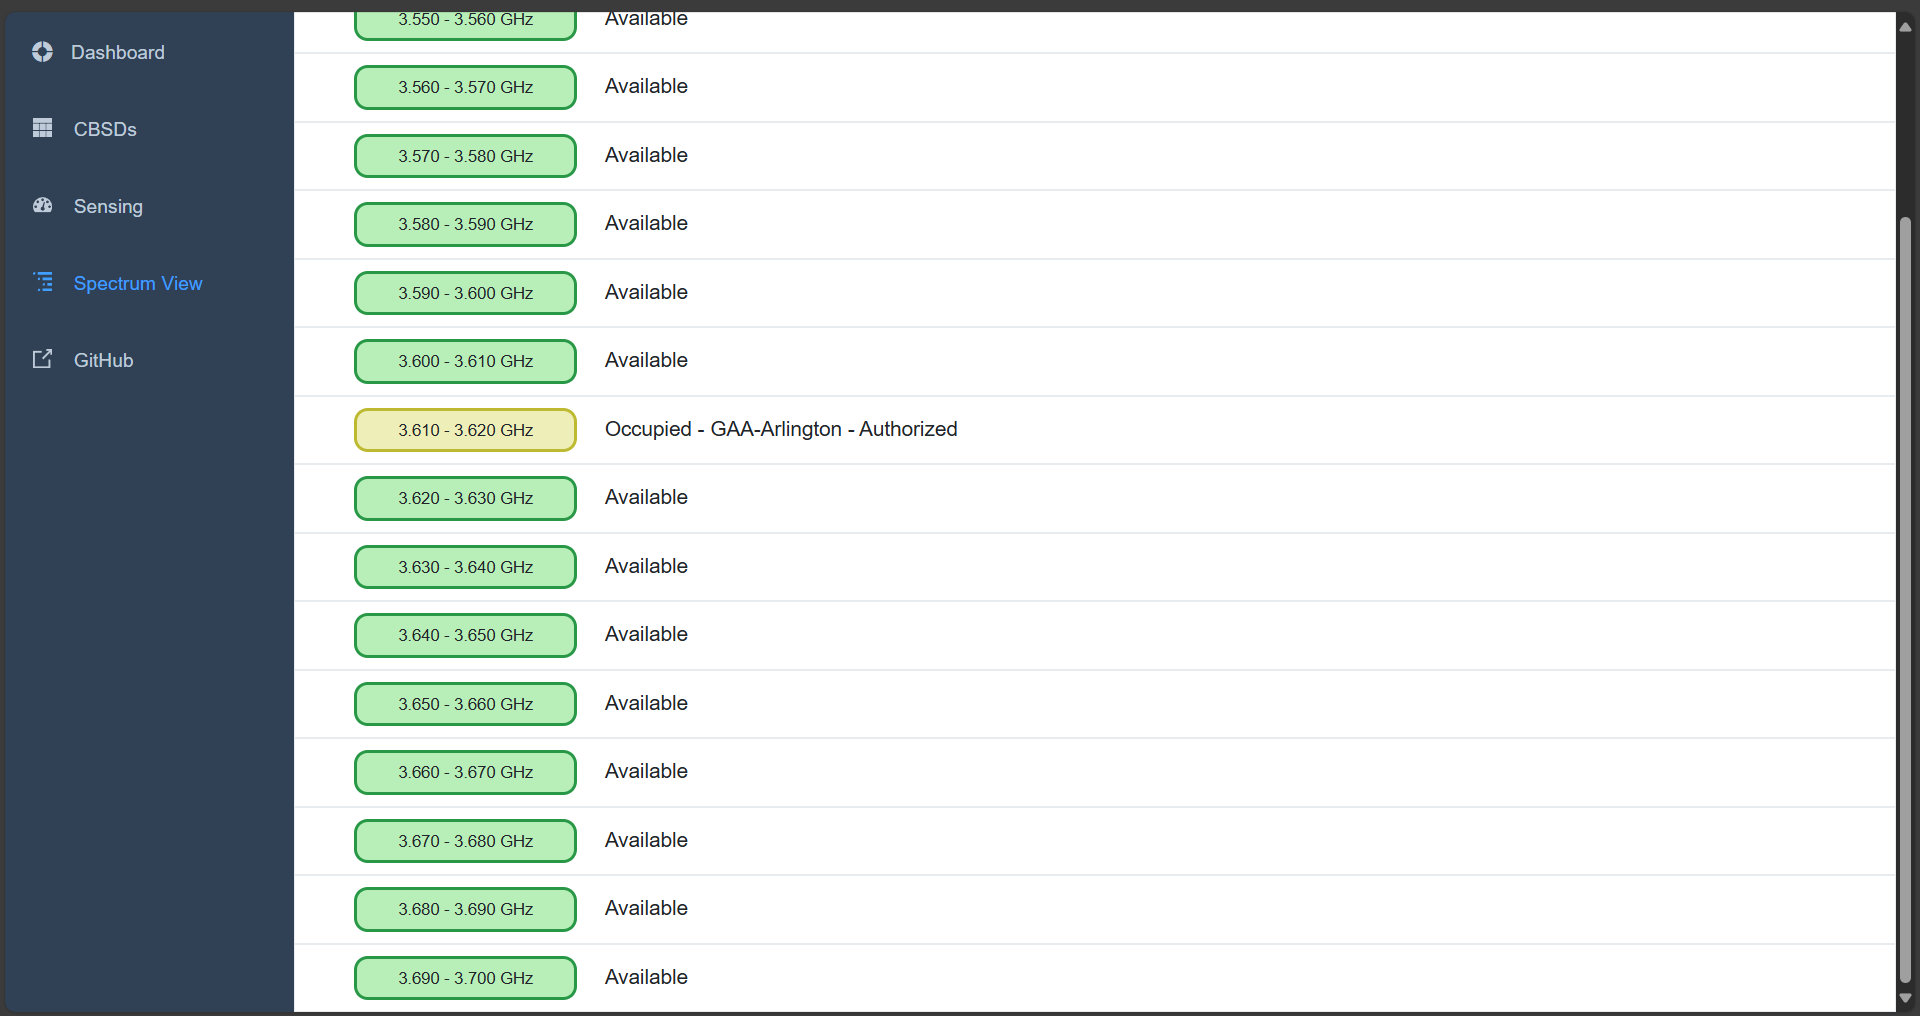 Dashboard
CBSDs
Sensing
Spectrum View
GitHub
3.550 - 3.560 GHz Available
3.560 - 3.570 GHz Available
3.570 - 3.580 GHz Available
3.580 - 3.590 GHz Available
3.590 - 3.600 GHz Available
3.600 - 3.610 GHz Available
3.610 - 3.620 GHz Occupied - GAA-Arlington - Authorized
3.620 - 3.630 GHz Available
3.630 - 3.640 GHz Available
3.640 - 3.650 GHz Available
3.650 - 3.660 GHz Available
3.660 - 3.670 GHz Available
3.670 - 3.680 GHz Available
3.680 - 3.690 GHz Available
3.690 - 3.700 GHz Available